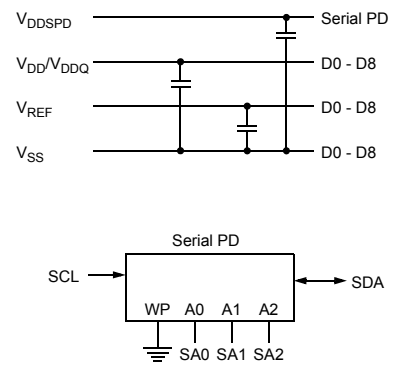 VDDSPD Serial PD
VDD/VDDQ D0 - D8
VREF D0 - D8
VSS D0 - D8
Serial PD
SCL SDA
WP A0 A1 A2
SA0 SA1 SA2